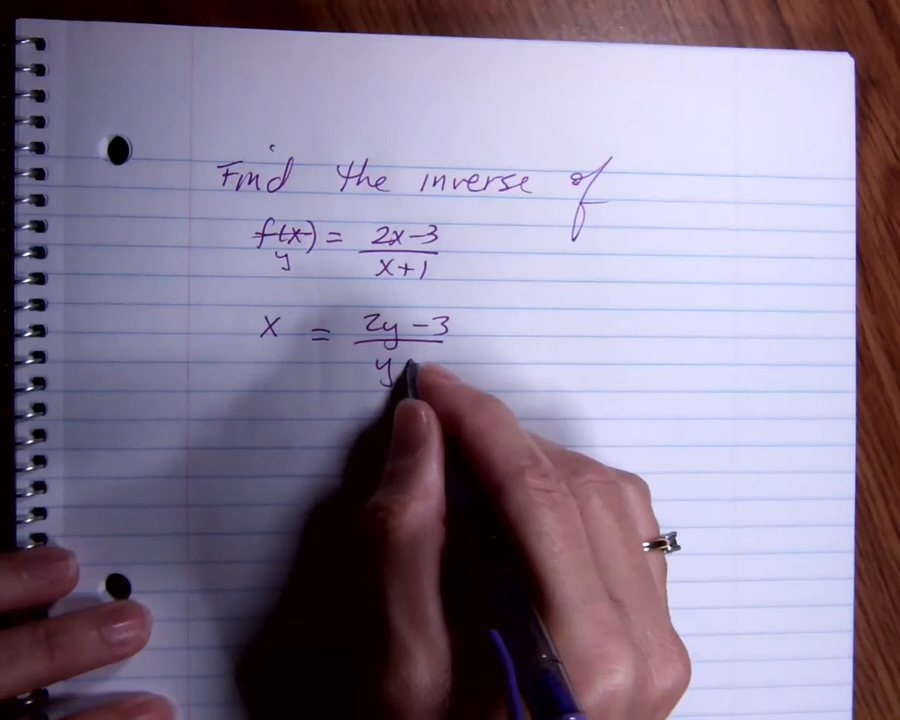 Find the inverse of
f(x) = 2x-3
y x+1
x = 2y-3
y